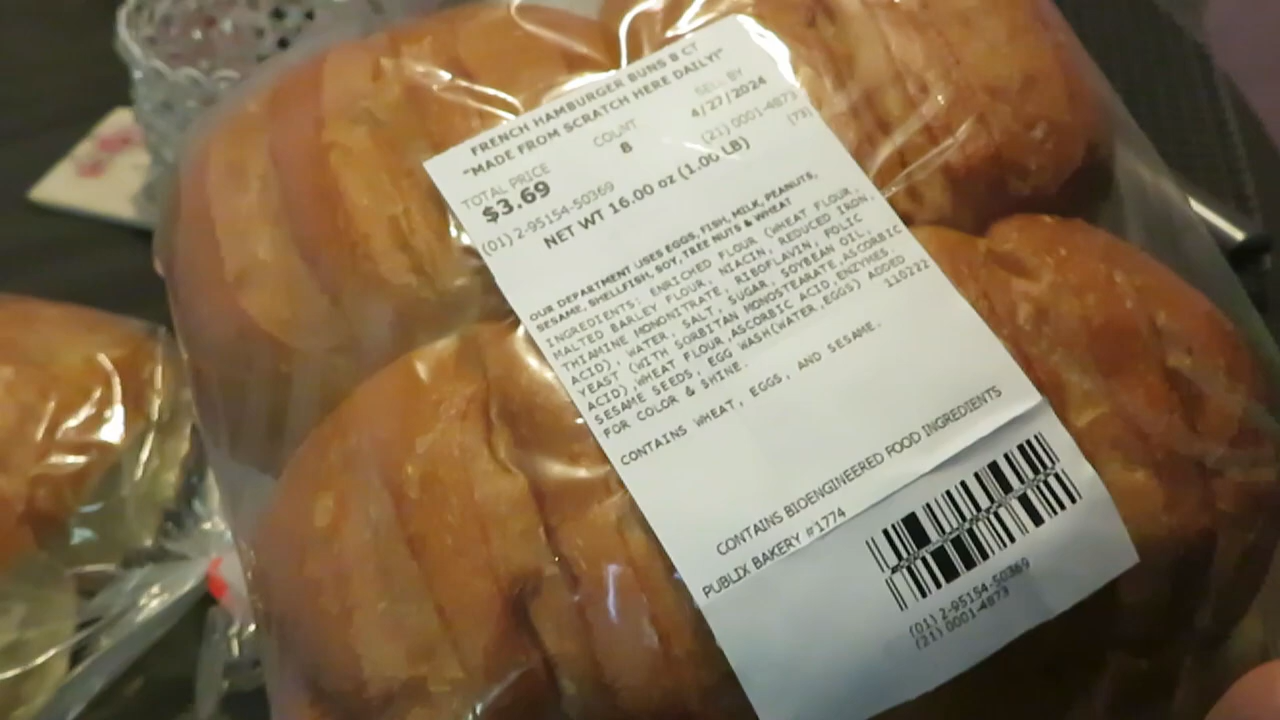 FRENCH HAMBURGER BUNS 8 CT
"MADE FROM SCRATCH HERE DAILY!"
SELL BY
TOTAL PRICE COUNT 4/27/2024
$3.69 8 (21) 0001-4873
(01) 2-95154-50369 [73]
NET WT 16.00 oz (1.00 LB)
OUR DEPARTMENT USES EGGS, FISH, MILK, PEANUTS,
SESAME, SHELLFISH, SOY, TREE NUTS & WHEAT
INGREDIENTS: ENRICHED FLOUR (WHEAT FLOUR,
MALTED BARLEY FLOUR, NIACIN, REDUCED IRON,
THIAMINE MONONITRATE, RIBOFLAVIN, FOLIC
ACID), WATER, SALT, SUGAR, SOYBEAN OIL,
YEAST (WITH SORBITAN MONOSTEARATE,ASCORBIC
ACID),WHEAT FLOUR,ASCORBIC ACID,ENZYMES,
SESAME SEEDS, EGG WASH(WATER,EGGS) ADDED
FOR COLOR & SHINE. 110222
CONTAINS WHEAT, EGGS, AND SESAME.
CONTAINS BIOENGINEERED FOOD INGREDIENTS
PUBLIX BAKERY #1774
(01) 2-95154-50369
(21) 0001-4873